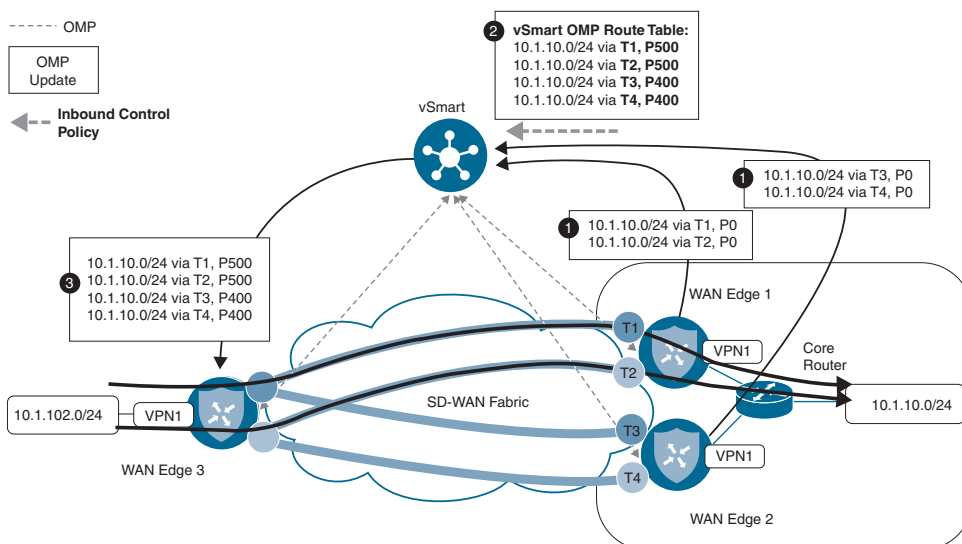 OMP
OMP
Update
Inbound Control
Policy
2
vSmart OMP Route Table:
10.1.10.0/24 via T1, P500
10.1.10.0/24 via T2, P500
10.1.10.0/24 via T3, P400
10.1.10.0/24 via T4, P400
vSmart
1
10.1.10.0/24 via T3, P0
10.1.10.0/24 via T4, P0
1
10.1.10.0/24 via T1, P0
10.1.10.0/24 via T2, P0
3
10.1.10.0/24 via T1, P500
10.1.10.0/24 via T2, P500
10.1.10.0/24 via T3, P400
10.1.10.0/24 via T4, P400
WAN Edge 1
T1
VPN1
Core
Router
T2
SD-WAN Fabric
10.1.102.0/24
VPN1
10.1.10.0/24
T3
VPN1
WAN Edge 3
T4
WAN Edge 2